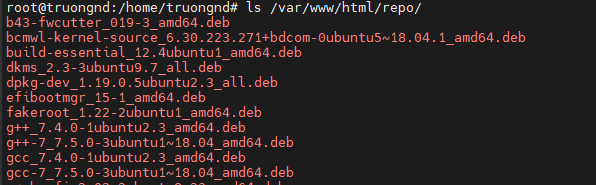 root@truongnd:/home/truongnd# ls /var/www/html/repo/
b43-fwcutter_019-3_amd64.deb
bcmwl-kernel-source_6.30.223.271+bdcom-0ubuntu5~18.04.1_amd64.deb
build-essential_12.4ubuntu1_amd64.deb
dkms_2.3-3ubuntu9.7_all.deb
dpkg-dev_1.19.0.5ubuntu2.3_all.deb
efibootmgr_15-1_amd64.deb
fakeroot_1.22-2ubuntu1_amd64.deb
g++_7.4.0-1ubuntu2.3_amd64.deb
g++-7_7.5.0-3ubuntu1~18.04_amd64.deb
gcc_7.4.0-1ubuntu2.3_amd64.deb
gcc-7_7.5.0-3ubuntu1~18.04_amd64.deb